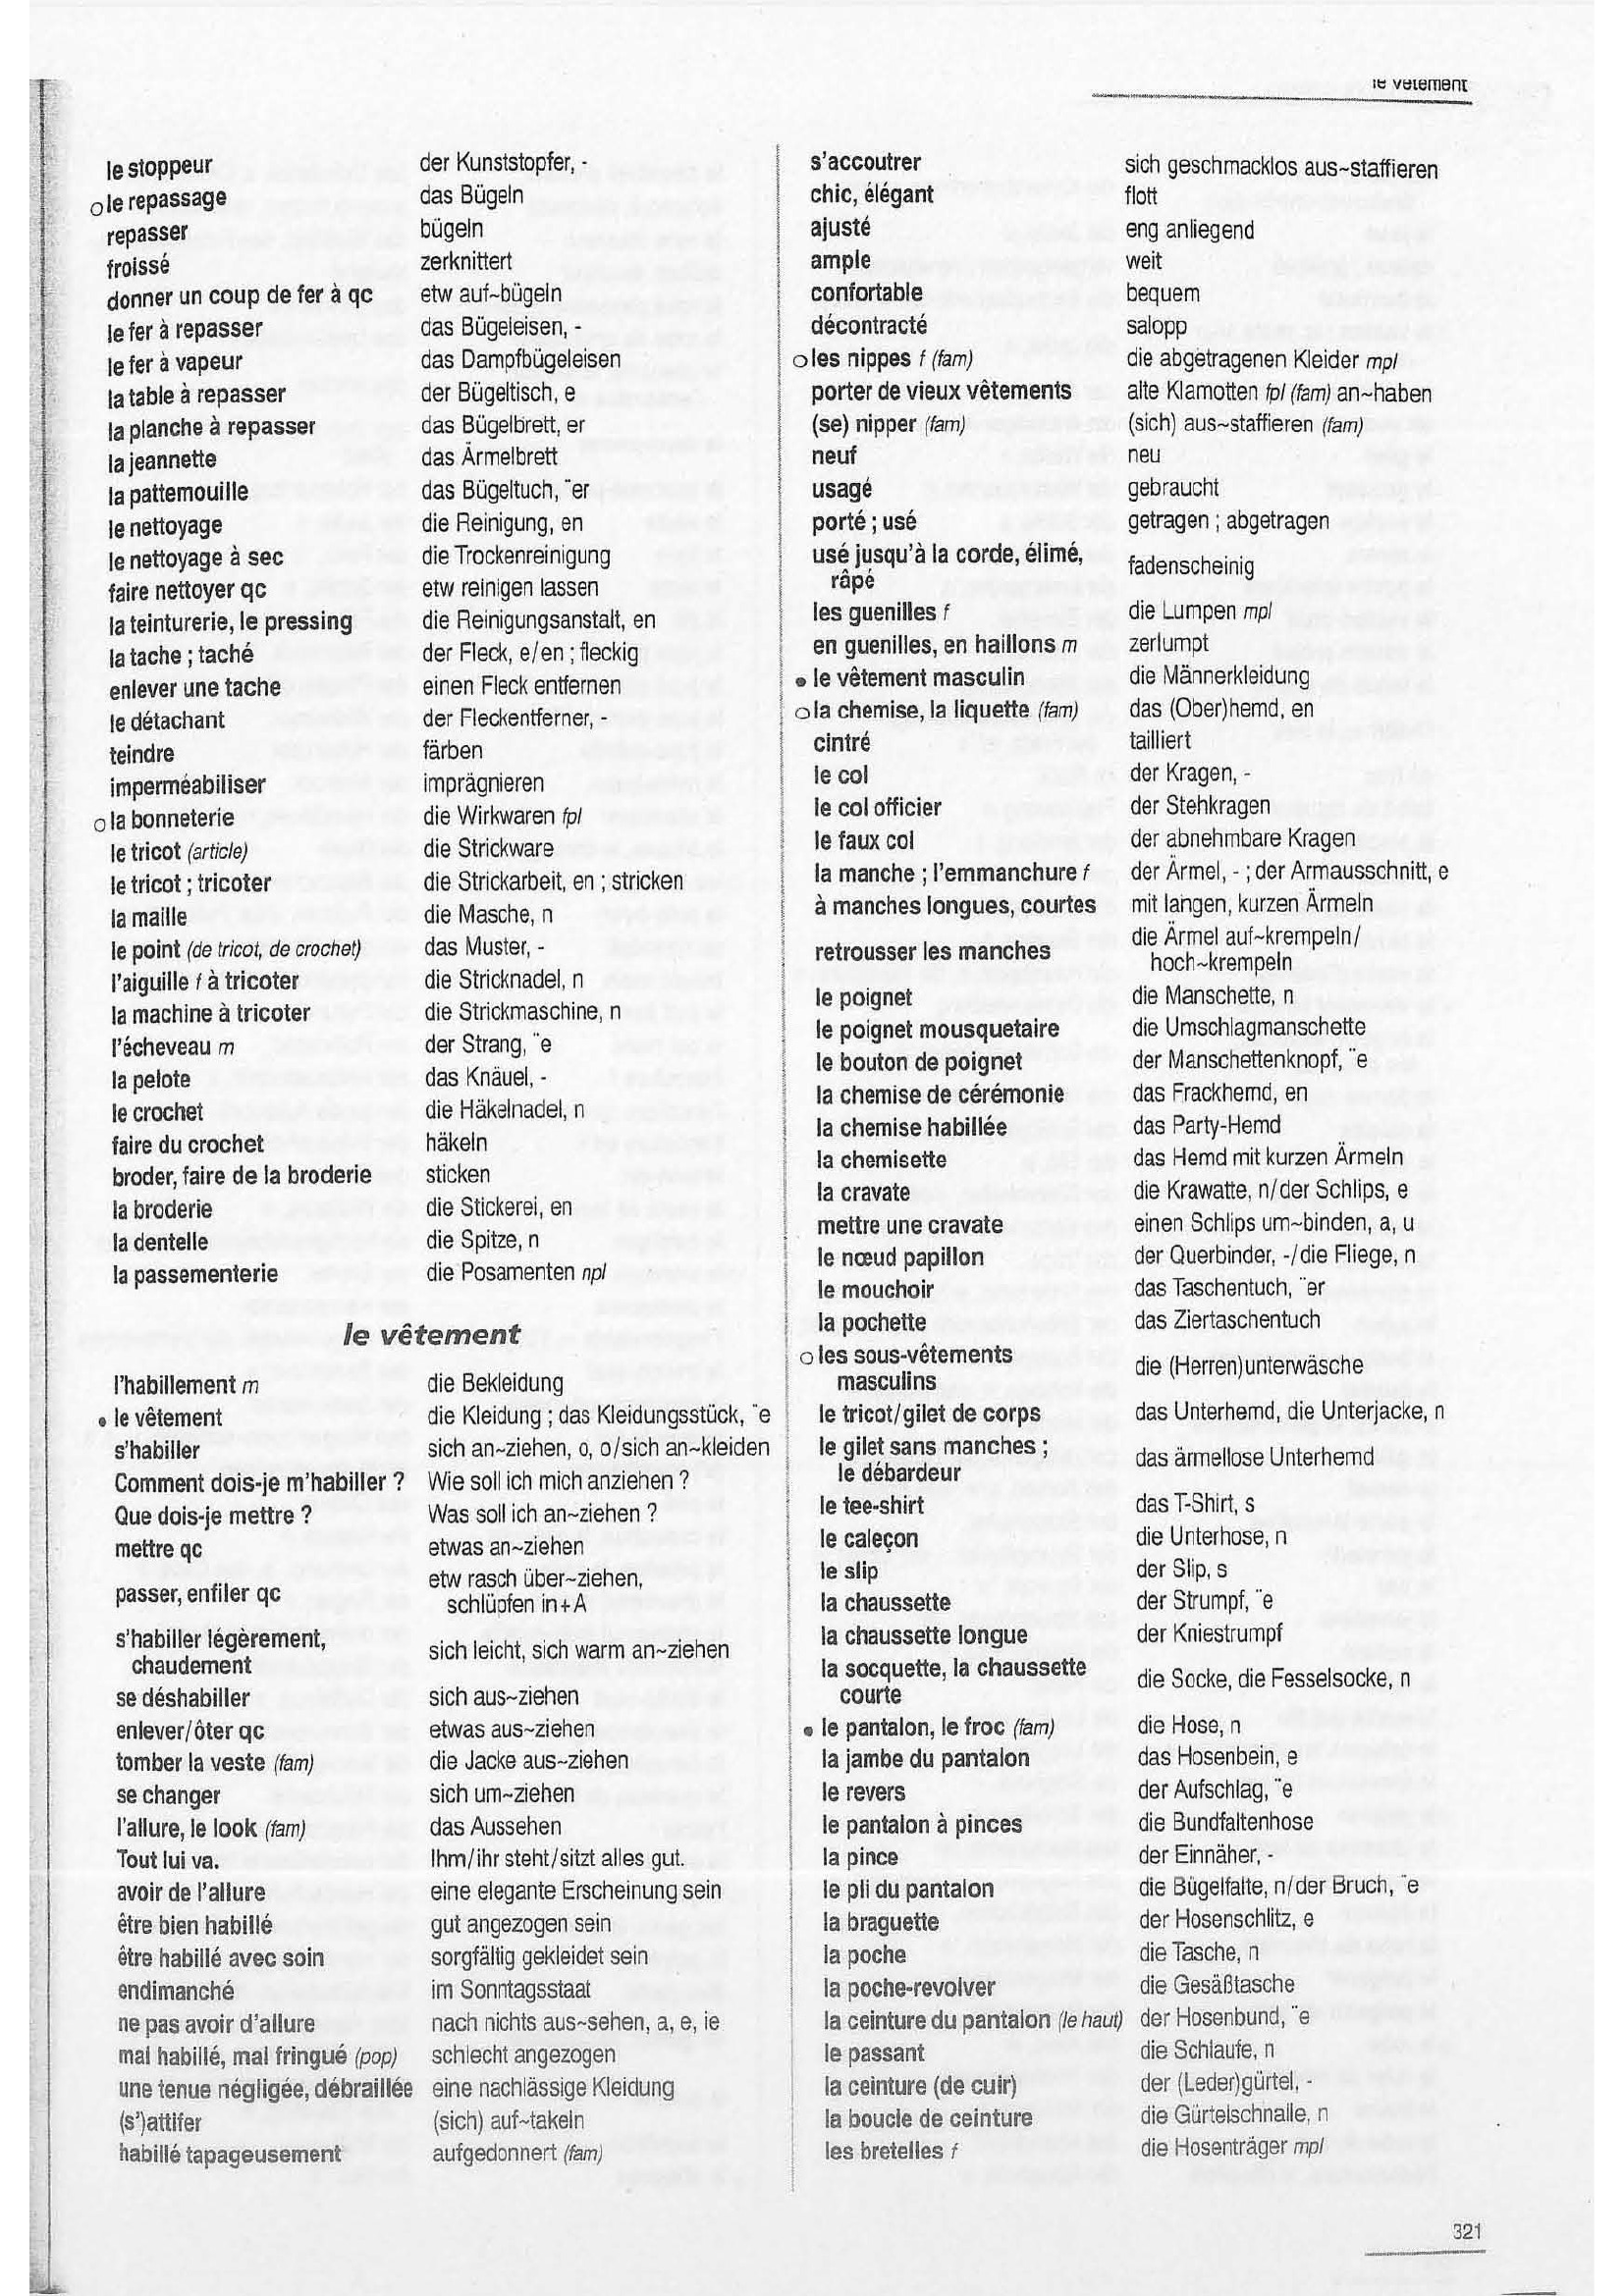 le vêtement
le stoppeur der Kunststopfer, -
o le repassage das Bügeln
repasser bügeln
froissé zerknittert
donner un coup de fer à qc etw auf~bügeln
le fer à repasser das Bügeleisen, -
le fer à vapeur das Dampfbügeleisen
la table à repasser der Bügeltisch, e
la planche à repasser das Bügelbrett, er
la jeannette das Ärmelbrett
la pattemouille das Bügeltuch, ¨er
le nettoyage die Reinigung, en
le nettoyage à sec die Trockenreinigung
faire nettoyer qc etw reinigen lassen
la teinturerie, le pressing die Reinigungsanstalt, en
la tache ; taché der Fleck, e/en ; fleckig
enlever une tache einen Fleck entfernen
le détachant der Fleckentferner, -
teindre färben
imperméabiliser imprägnieren
o la bonneterie die Wirkwaren fpl
le tricot (article) die Strickware
le tricot ; tricoter die Strickarbeit, en ; stricken
la maille die Masche, n
le point (de tricot, de crochet) das Muster, -
l'aiguille f à tricoter die Stricknadel, n
la machine à tricoter die Strickmaschine, n
l'écheveau m der Strang, ¨e
la pelote das Knäuel, -
le crochet die Häkelnadel, n
faire du crochet häkeln
broder, faire de la broderie sticken
la broderie die Stickerei, en
la dentelle die Spitze, n
la passementerie die Posamenten npl
le vêtement
l'habillement m die Bekleidung
• le vêtement die Kleidung ; das Kleidungsstück, ¨e
s'habiller sich an~ziehen, o, o/sich an~kleiden
Comment dois-je m'habiller ? Wie soll ich mich anziehen ?
Que dois-je mettre ? Was soll ich an~ziehen ?
mettre qc etwas an~ziehen
passer, enfiler qc etw rasch über~ziehen,
schlüpfen in+A
s'habiller légèrement,
chaudement sich leicht, sich warm an~ziehen
se déshabiller sich aus~ziehen
enlever/ôter qc etwas aus~ziehen
tomber la veste (fam) die Jacke aus~ziehen
se changer sich um~ziehen
l'allure, le look (fam) das Aussehen
Tout lui va. Ihm/ihr steht/sitzt alles gut.
avoir de l'allure eine elegante Erscheinung sein
être bien habillé gut angezogen sein
être habillé avec soin sorgfältig gekleidet sein
endimanché im Sonntagsstaat
ne pas avoir d'allure nach nichts aus~sehen, a, e, ie
mal habillé, mal fringué (pop) schlecht angezogen
une tenue négligée, débraillée eine nachlässige Kleidung
(s')attifer (sich) auf~takeln
habillé tapageusement aufgedonnert (fam)
s'accoutrer sich geschmacklos aus~staffieren
chic, élégant flott
ajusté eng anliegend
ample weit
confortable bequem
décontracté salopp
o les nippes f (fam) die abgetragenen Kleider mpl
porter de vieux vêtements alte Klamotten fpl (fam) an~haben
(se) nipper (fam) (sich) aus~staffieren (fam)
neuf neu
usagé gebraucht
porté ; usé getragen ; abgetragen
usé jusqu'à la corde, élimé,
râpé fadenscheinig
les guenilles f die Lumpen mpl
en guenilles, en haillons m zerlumpt
• le vêtement masculin die Männerkleidung
o la chemise, la liquette (fam) das (Ober)hemd, en
cintré tailliert
le col der Kragen, -
le col officier der Stehkragen
le faux col der abnehmbare Kragen
la manche ; l'emmanchure f der Ärmel, - ; der Armausschnitt, e
à manches longues, courtes mit langen, kurzen Ärmeln
retrousser les manches die Ärmel auf~krempeln/
hoch~krempeln
le poignet die Manschette, n
le poignet mousquetaire die Umschlagmanschette
le bouton de poignet der Manschettenknopf, ¨e
la chemise de cérémonie das Frackhemd, en
la chemise habillée das Party-Hemd
la chemisette das Hemd mit kurzen Ärmeln
la cravate die Krawatte, n/der Schlips, e
mettre une cravate einen Schlips um~binden, a, u
le nœud papillon der Querbinder, -/die Fliege, n
le mouchoir das Taschentuch, ¨er
la pochette das Ziertaschentuch
o les sous-vêtements
masculins die (Herren)unterwäsche
le tricot/gilet de corps das Unterhemd, die Unterjacke, n
le gilet sans manches ;
le débardeur das ärmellose Unterhemd
le tee-shirt das T-Shirt, s
le caleçon die Unterhose, n
le slip der Slip, s
la chaussette der Strumpf, ¨e
la chaussette longue der Kniestrumpf
la socquette, la chaussette
courte die Socke, die Fesselsocke, n
• le pantalon, le froc (fam) die Hose, n
la jambe du pantalon das Hosenbein, e
le revers der Aufschlag, ¨e
le pantalon à pinces die Bundfaltenhose
la pince der Einnäher, -
le pli du pantalon die Bügelfalte, n/der Bruch, ¨e
la braguette der Hosenschlitz, e
la poche die Tasche, n
la poche-revolver die Gesäßtasche
la ceinture du pantalon (le haut) der Hosenbund, ¨e
le passant die Schlaufe, n
la ceinture (de cuir) der (Leder)gürtel, -
la boucle de ceinture die Gürtelschnalle, n
les bretelles f die Hosenträger mpl
321